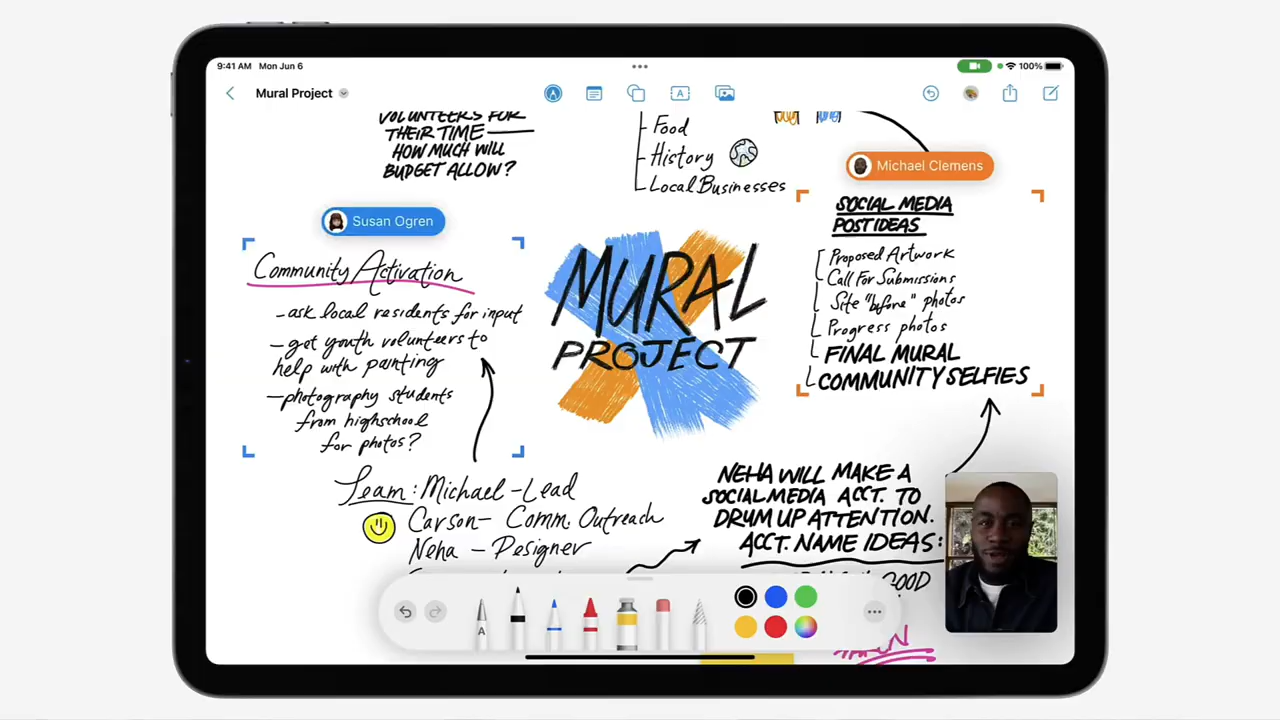 9:41 AM Mon Jun 6
100%
Mural Project
A
VOLUNTEERS FOR
THEIR TIME
HOW MUCH WILL
BUDGET ALLOW?
Food
History
Local Businesses
Michael Clemens
SOCIAL MEDIA
POST IDEAS
Proposed Artwork
Call For Submissions
Site "before" photos
Progress photos
FINAL MURAL
COMMUNITY SELFIES
Susan Ogren
Community Activation
- ask local residents for input
- get youth volunteers to
help with painting
- photography students
from highschool
for photos?
MURAL
PROJECT
Team: Michael - Lead
Carson - Comm. Outreach
Neha - Designer
NEHA WILL MAKE A
SOCIAL MEDIA ACCT. TO
DRUM UP ATTENTION.
ACCT. NAME IDEAS:
GOOD
A